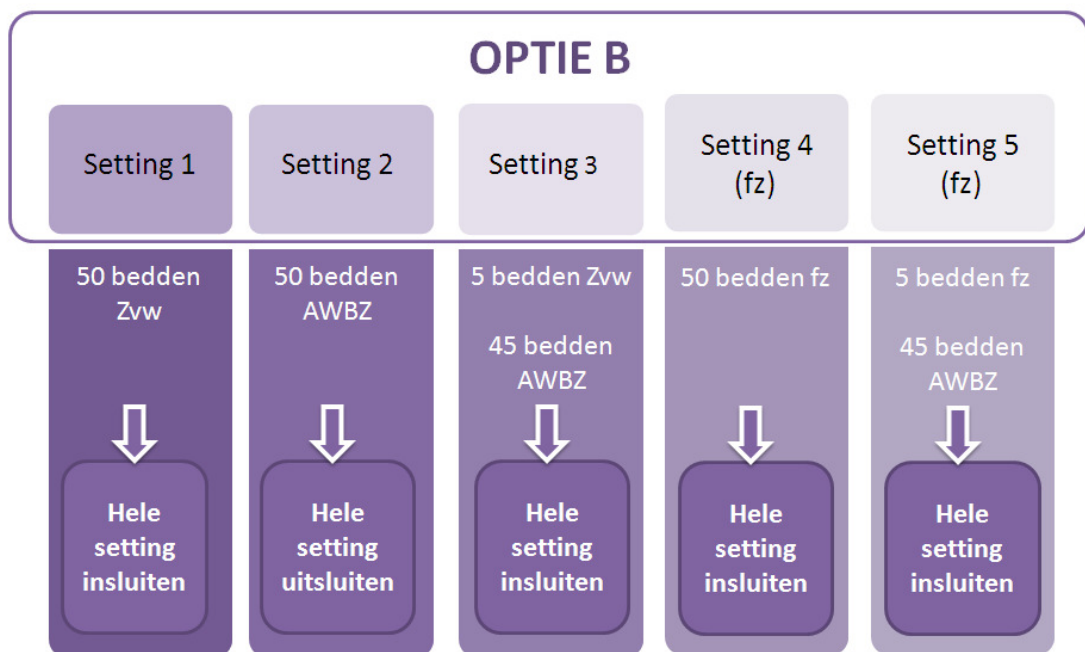 OPTIE B
Setting 1
Setting 2
Setting 3
Setting 4
(fz)
Setting 5
(fz)
50 bedden
Zvw
50 bedden
AWBZ
5 bedden Zvw
45 bedden
AWBZ
50 bedden fz
5 bedden fz
45 bedden
AWBZ
Hele
setting
insluiten
Hele
setting
uitsluiten
Hele
setting
insluiten
Hele
setting
insluiten
Hele
setting
insluiten